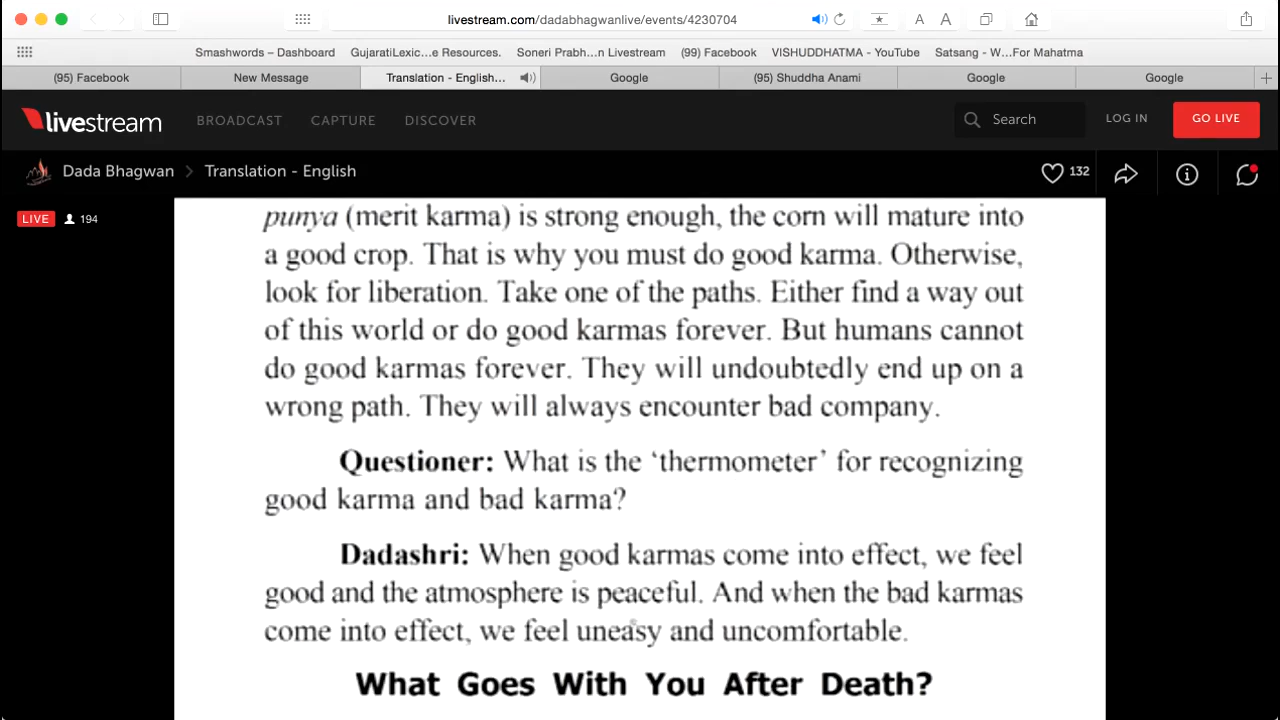 livestream.com/dadabhagwanlive/events/4230704
A A
Smashwords – Dashboard GujaratiLexic...e Resources. Soneri Prabh...n Livestream (99) Facebook VISHUDDHATMA - YouTube Satsang - W...For Mahatma
(95) Facebook New Message Translation - English... Google (95) Shuddha Anami Google Google
livestream BROADCAST CAPTURE DISCOVER Search LOG IN GO LIVE
Dada Bhagwan > Translation - English 132
LIVE 194
punya (merit karma) is strong enough, the corn will mature into
a good crop. That is why you must do good karma. Otherwise,
look for liberation. Take one of the paths. Either find a way out
of this world or do good karmas forever. But humans cannot
do good karmas forever. They will undoubtedly end up on a
wrong path. They will always encounter bad company.
Questioner: What is the ‘thermometer’ for recognizing
good karma and bad karma?
Dadashri: When good karmas come into effect, we feel
good and the atmosphere is peaceful. And when the bad karmas
come into effect, we feel uneasy and uncomfortable.
What Goes With You After Death?